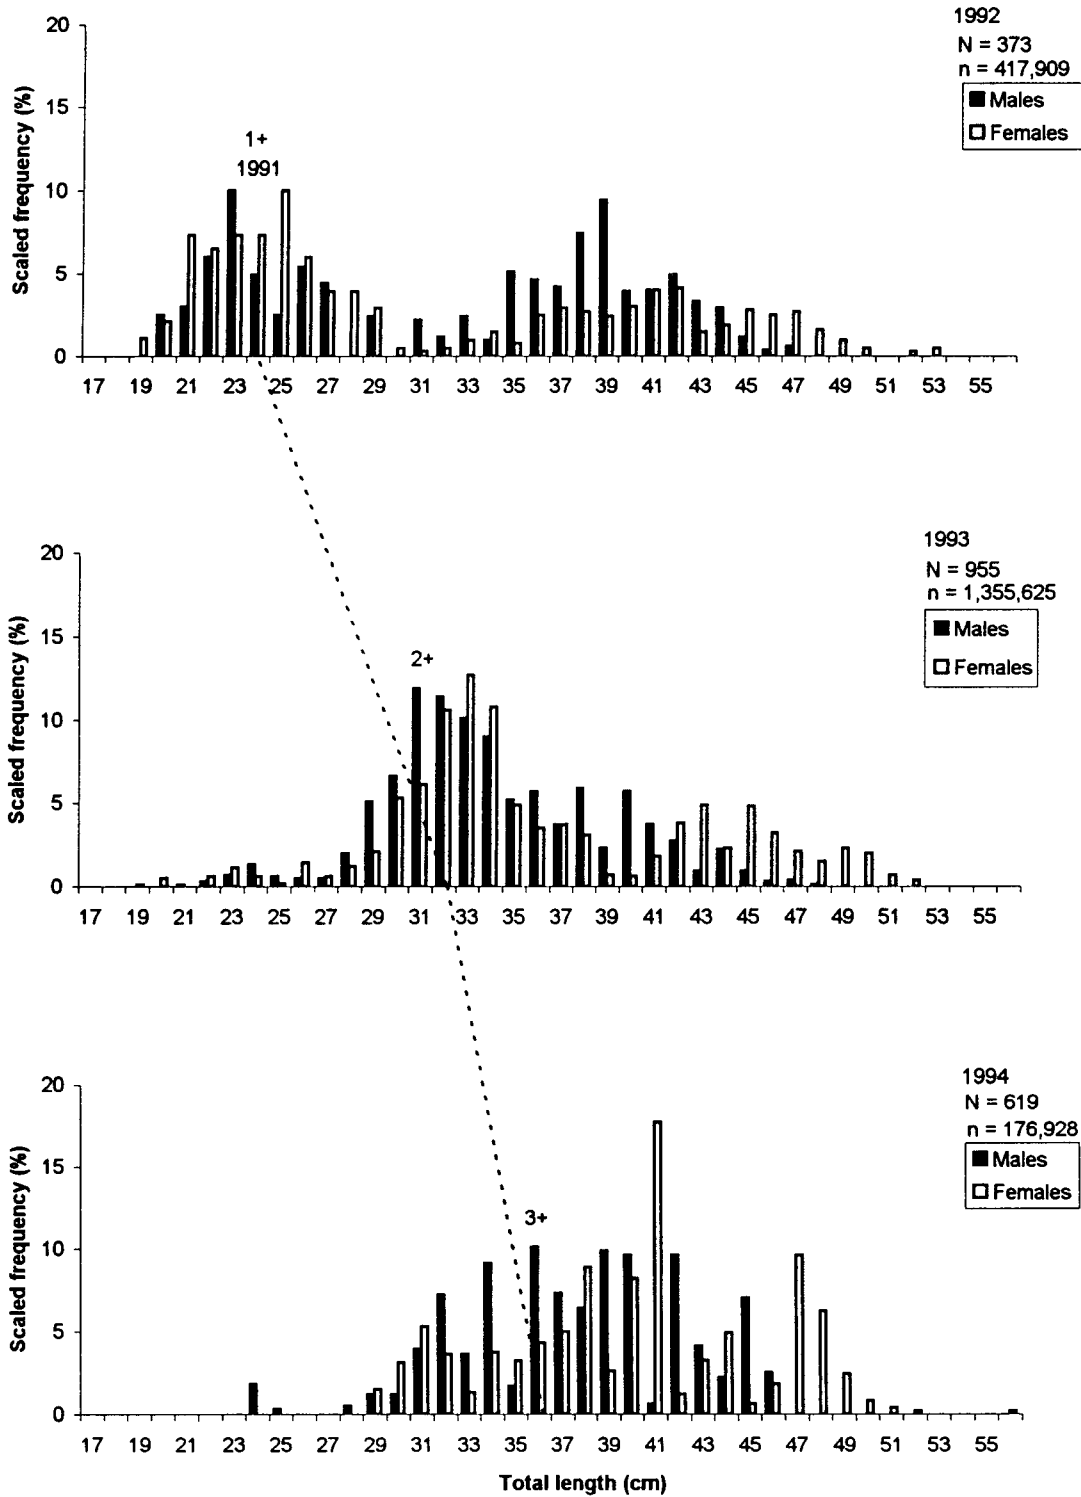 1992
N = 373
n = 417,909
Males
Females
Scaled frequency (%)
20
15
10
5
0
1+
1991
17 19 21 23 25 27 29 31 33 35 37 39 41 43 45 47 49 51 53 55
1993
N = 955
n = 1,355,625
Males
Females
Scaled frequency (%)
20
15
10
5
0
2+
17 19 21 23 25 27 29 31 33 35 37 39 41 43 45 47 49 51 53 55
1994
N = 619
n = 176,928
Males
Females
Scaled frequency (%)
20
15
10
5
0
3+
17 19 21 23 25 27 29 31 33 35 37 39 41 43 45 47 49 51 53 55
Total length (cm)